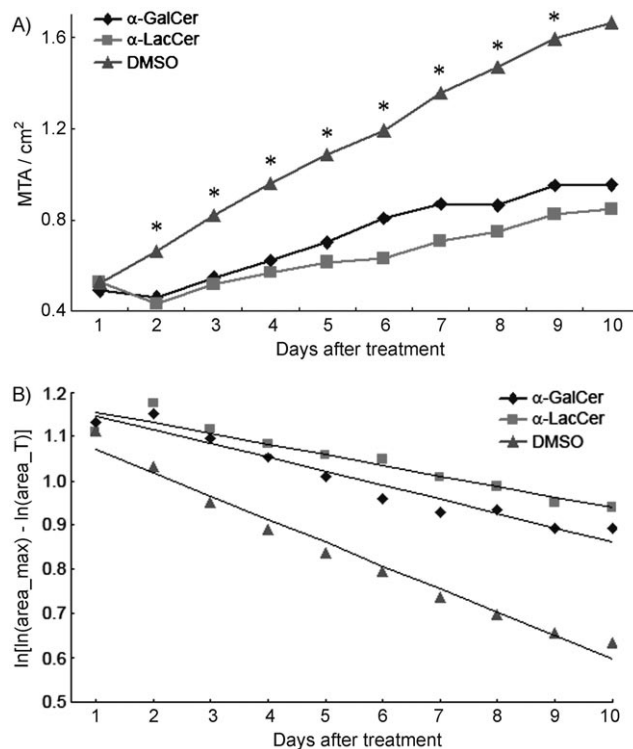 A)
α-GalCer
α-LacCer
DMSO
1.6
1.2
0.8
0.4
MTA / cm²
* * * * * * * *
1 2 3 4 5 6 7 8 9 10
Days after treatment
B)
α-GalCer
α-LacCer
DMSO
1.2
1.1
1.0
0.9
0.8
0.7
0.6
0.5
ln[ln(area_max) - ln(area_T)]
1 2 3 4 5 6 7 8 9 10
Days after treatment